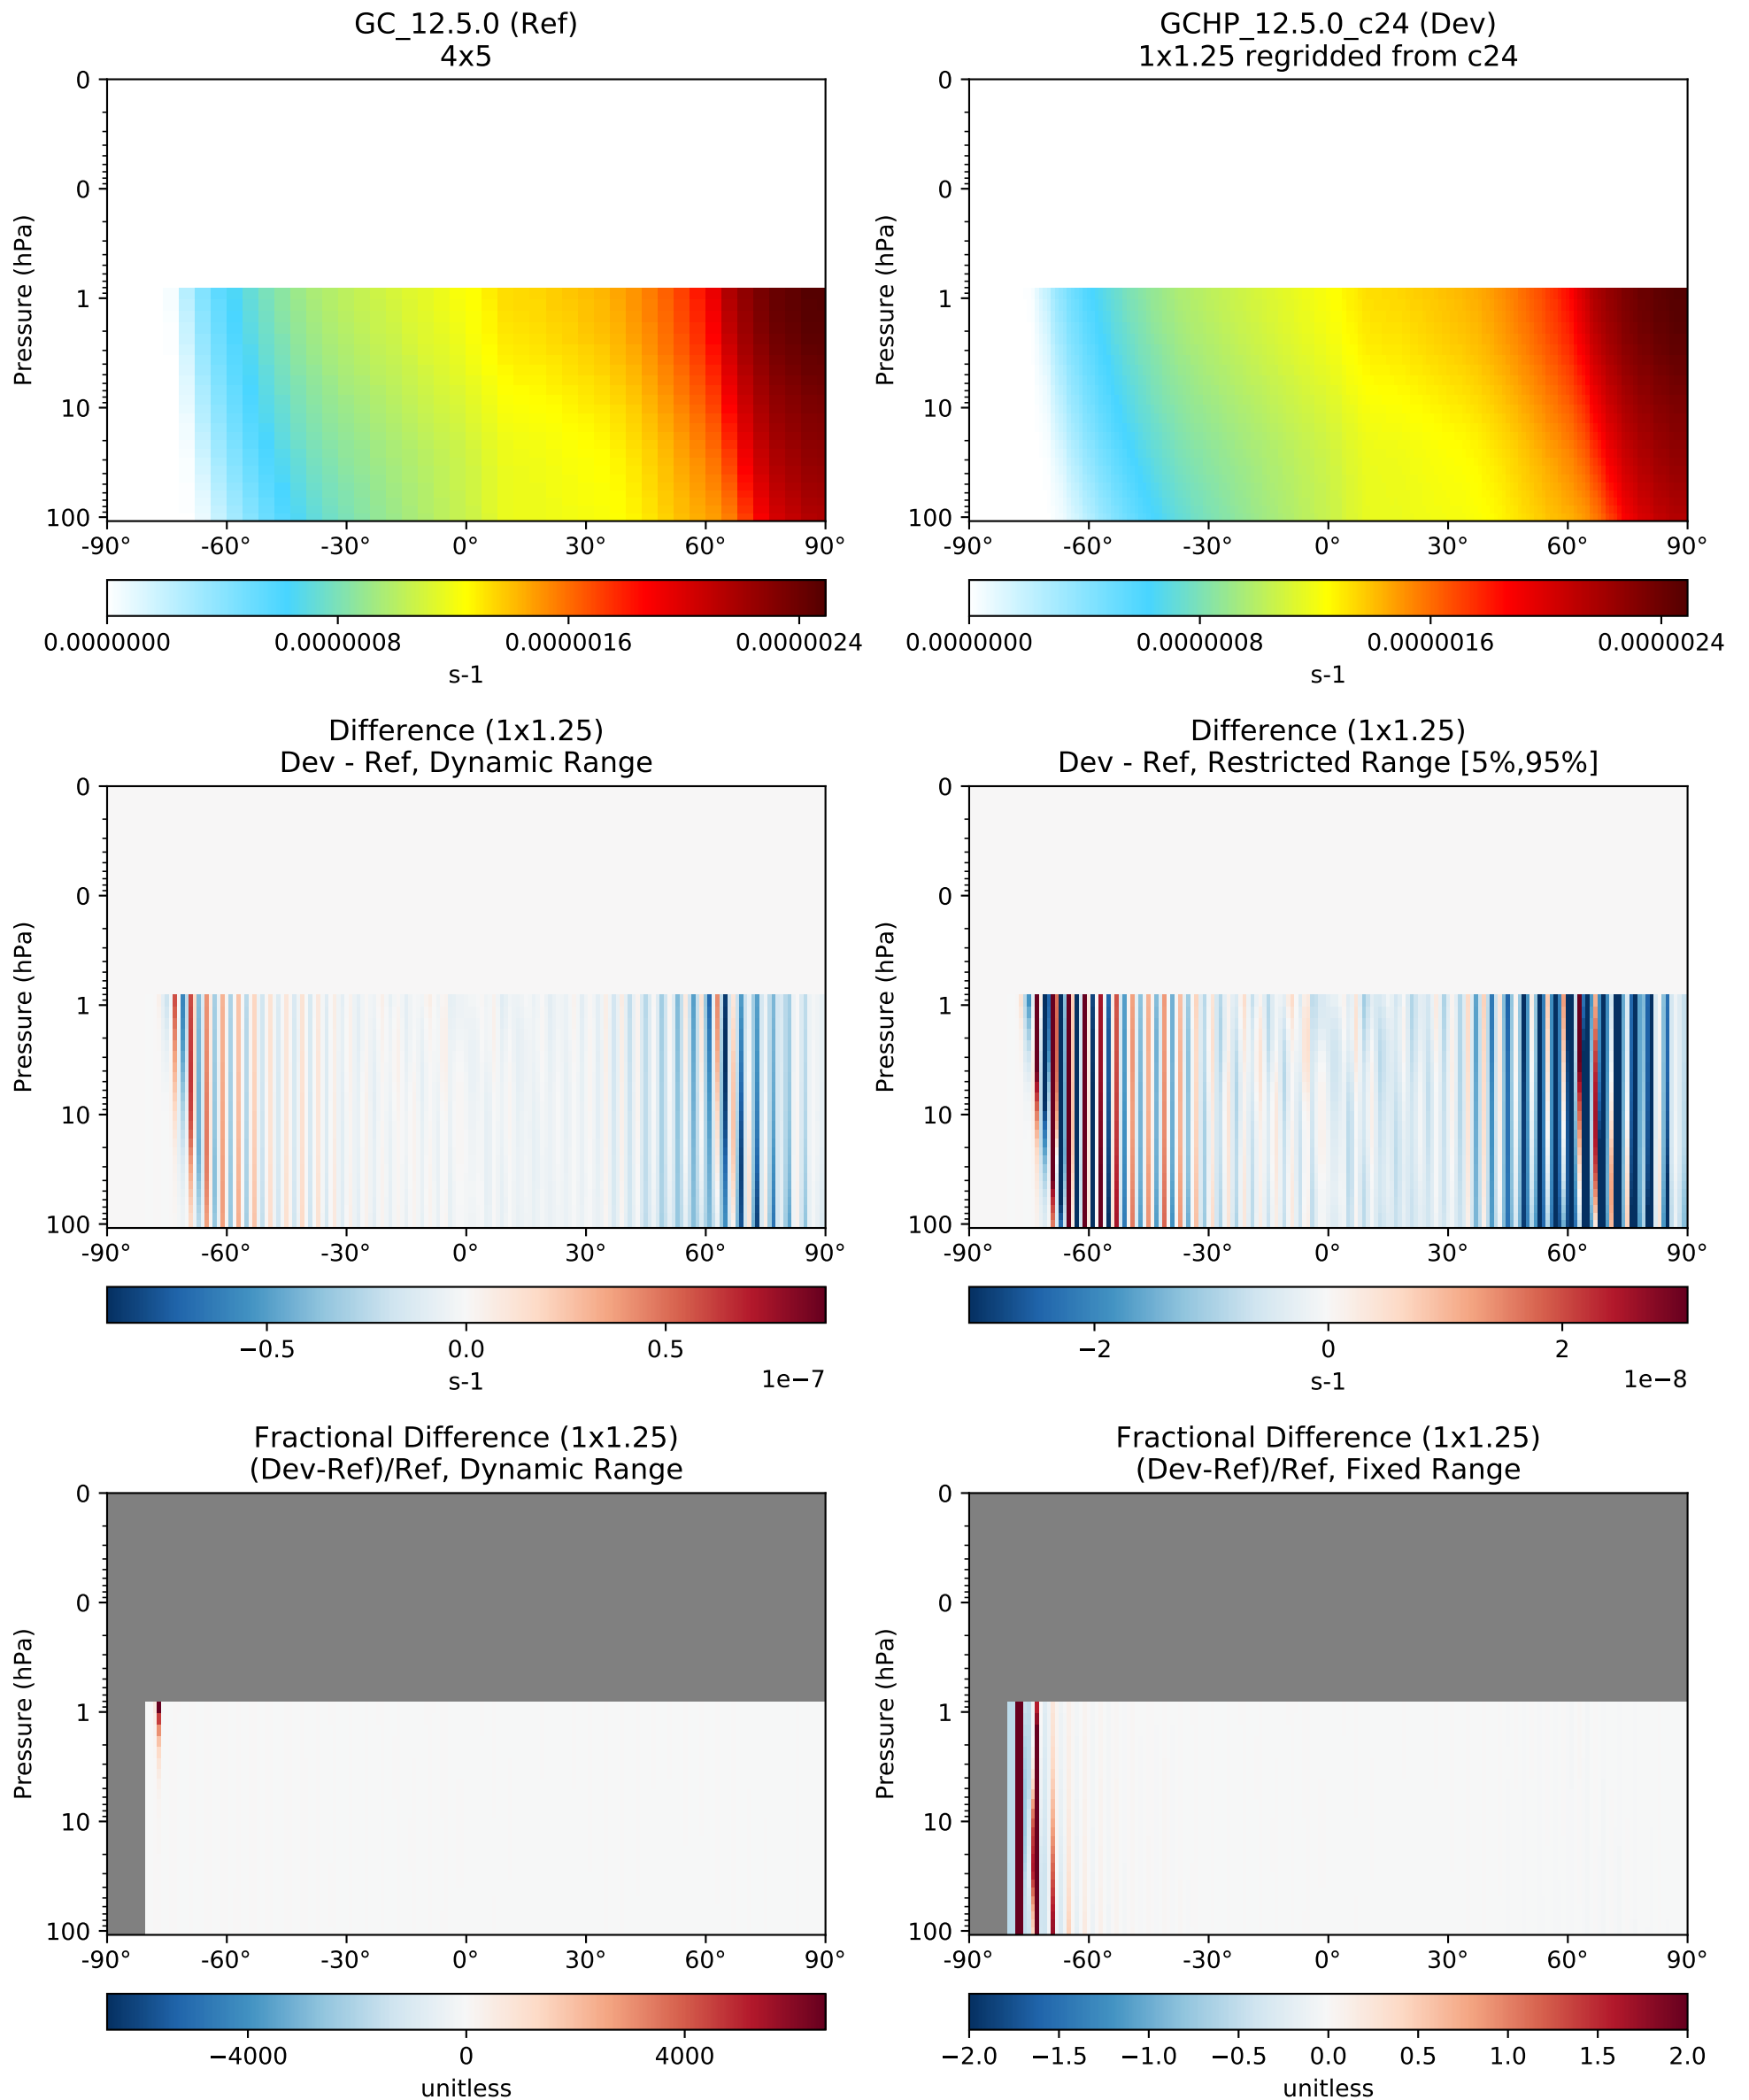 GC_12.5.0 (Ref)
4x5
0
0
1
10
100
Pressure (hPa)
-90° -60° -30° 0° 30° 60° 90°
0.0000000 0.0000008 0.0000016 0.0000024
s-1
GCHP_12.5.0_c24 (Dev)
1x1.25 regridded from c24
0
0
1
10
100
Pressure (hPa)
-90° -60° -30° 0° 30° 60° 90°
0.0000000 0.0000008 0.0000016 0.0000024
s-1
Difference (1x1.25)
Dev - Ref, Dynamic Range
0
0
1
10
100
Pressure (hPa)
-90° -60° -30° 0° 30° 60° 90°
−0.5 0.0 0.5
s-1 1e−7
Difference (1x1.25)
Dev - Ref, Restricted Range [5%,95%]
0
0
1
10
100
Pressure (hPa)
-90° -60° -30° 0° 30° 60° 90°
−2 0 2
s-1 1e−8
Fractional Difference (1x1.25)
(Dev-Ref)/Ref, Dynamic Range
0
0
1
10
100
Pressure (hPa)
-90° -60° -30° 0° 30° 60° 90°
−4000 0 4000
unitless
Fractional Difference (1x1.25)
(Dev-Ref)/Ref, Fixed Range
0
0
1
10
100
Pressure (hPa)
-90° -60° -30° 0° 30° 60° 90°
−2.0 −1.5 −1.0 −0.5 0.0 0.5 1.0 1.5 2.0
unitless